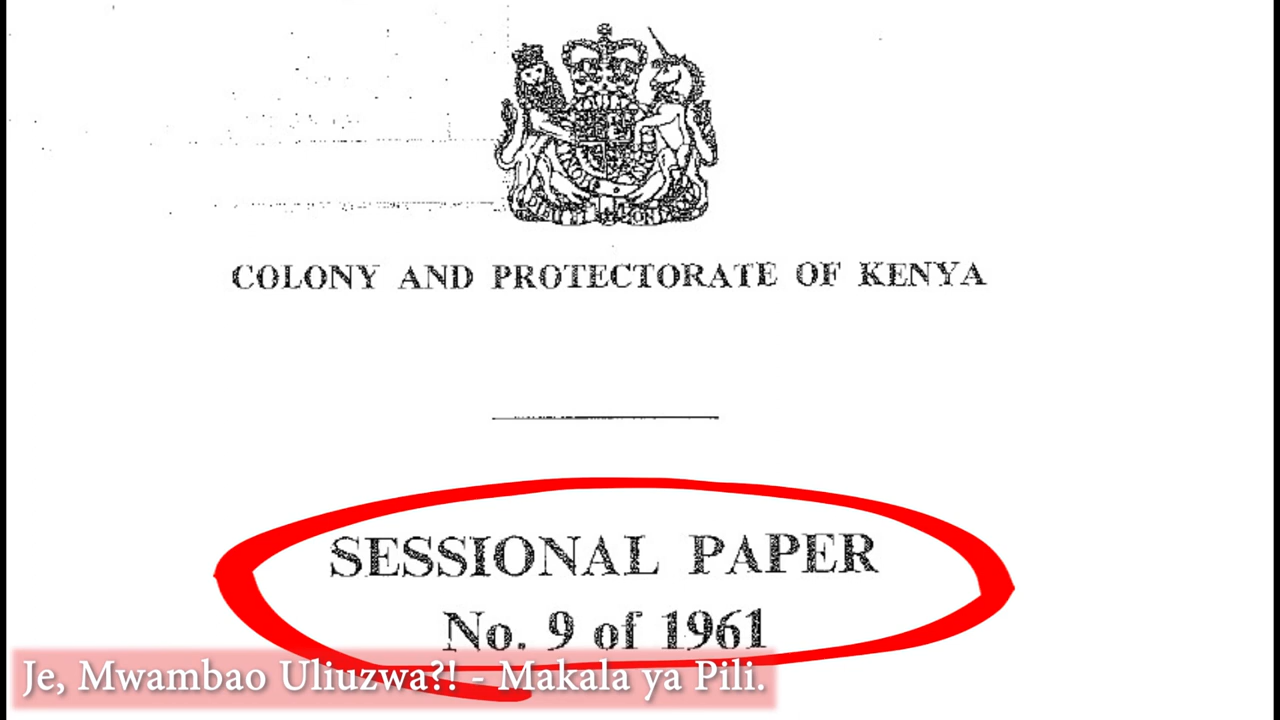 COLONY AND PROTECTORATE OF KENYA
SESSIONAL PAPER
No. 9 of 1961
Je, Mwambao Uliuzwa?! - Makala ya Pili.